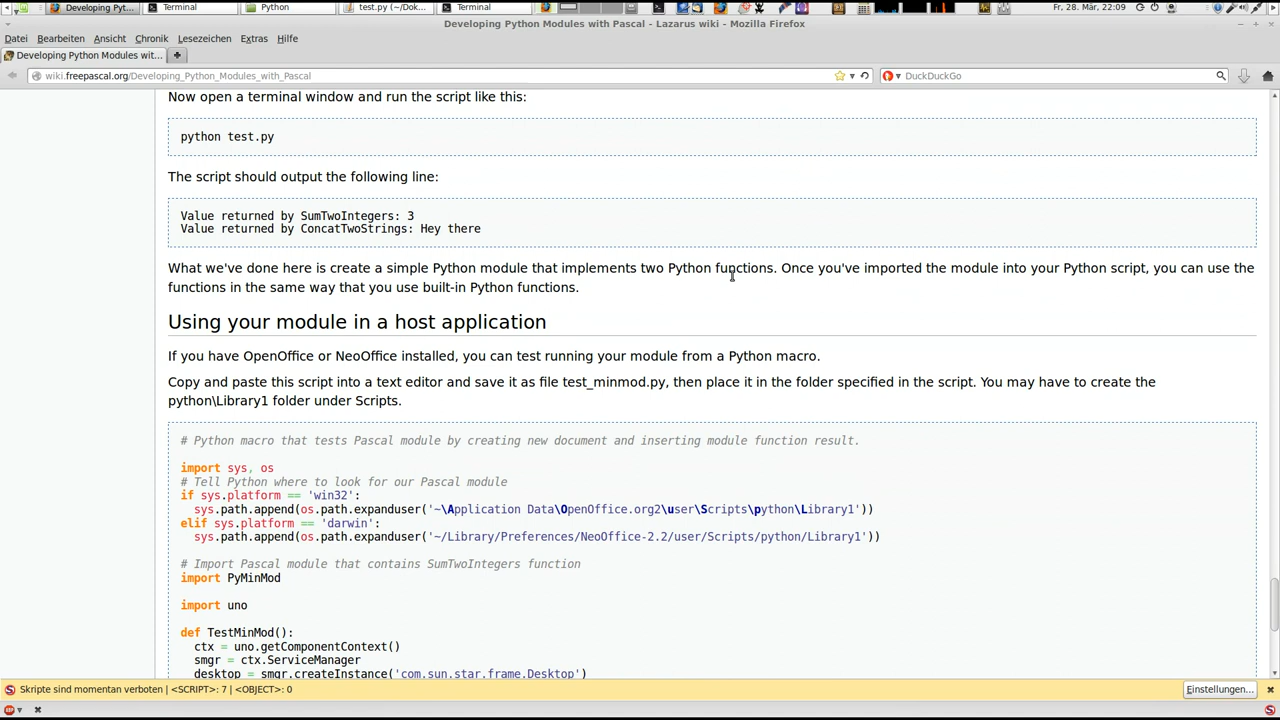 Developing Pyt...
Terminal
Python
test.py (~/Dok...
Terminal
Fr, 28. Mär, 22:09
Developing Python Modules with Pascal - Lazarus wiki - Mozilla Firefox
Datei Bearbeiten Ansicht Chronik Lesezeichen Extras Hilfe
Developing Python Modules wit...
wiki.freepascal.org/Developing_Python_Modules_with_Pascal
DuckDuckGo
Now open a terminal window and run the script like this:
python test.py
The script should output the following line:
Value returned by SumTwoIntegers: 3
Value returned by ConcatTwoStrings: Hey there
What we've done here is create a simple Python module that implements two Python functions. Once you've imported the module into your Python script, you can use the
functions in the same way that you use built-in Python functions.
Using your module in a host application
If you have OpenOffice or NeoOffice installed, you can test running your module from a Python macro.
Copy and paste this script into a text editor and save it as file test_minmod.py, then place it in the folder specified in the script. You may have to create the
python\Library1 folder under Scripts.
# Python macro that tests Pascal module by creating new document and inserting module function result.
import sys, os
# Tell Python where to look for our Pascal module
if sys.platform == 'win32':
  sys.path.append(os.path.expanduser('~\Application Data\OpenOffice.org2\user\Scripts\python\Library1'))
elif sys.platform == 'darwin':
  sys.path.append(os.path.expanduser('~/Library/Preferences/NeoOffice-2.2/user/Scripts/python/Library1'))
# Import Pascal module that contains SumTwoIntegers function
import PyMinMod
import uno
def TestMinMod():
  ctx = uno.getComponentContext()
  smgr = ctx.ServiceManager
  desktop = smgr.createInstance('com.sun.star.frame.Desktop')
Skripte sind momentan verboten | <SCRIPT>: 7 | <OBJECT>: 0
Einstellungen...